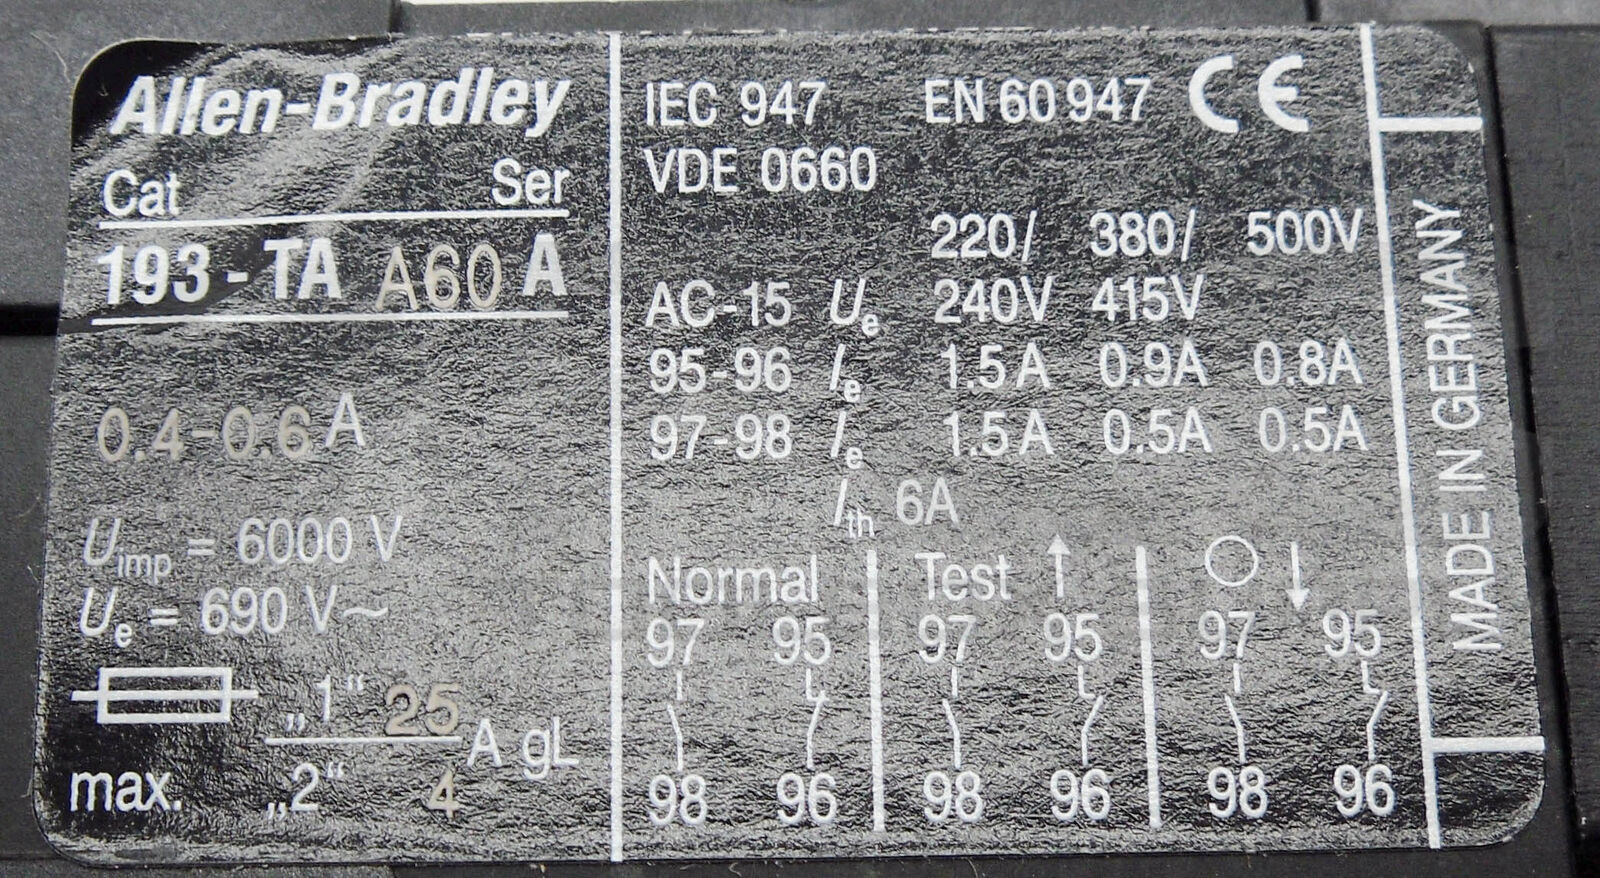 Allen-Bradley
Cat Ser
193-TA A60 A
0.4-0.6 A
Uimp = 6000 V
Ue = 690 V~
„1“ 25
A gL
max. „2“ 4
IEC 947 EN 60 947 CE
VDE 0660
220/ 380/ 500V
AC-15 Ue 240V 415V
95-96 Ie 1.5A 0.9A 0.8A
97-98 Ie 1.5A 0.5A 0.5A
Ith 6A
Normal Test ↑ ○ ↓
97 95 97 95 97 95
98 96 98 96 98 96
MADE IN GERMANY